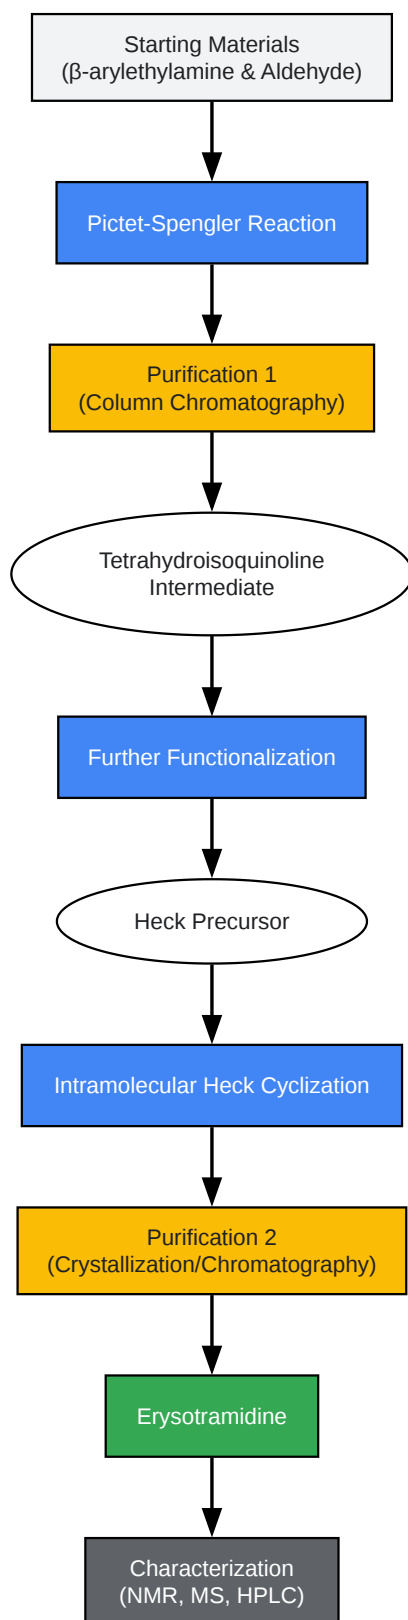 Starting Materials
(β-arylethylamine & Aldehyde)
Pictet-Spengler Reaction
Purification 1
(Column Chromatography)
Tetrahydroisoquinoline
Intermediate
Further Functionalization
Heck Precursor
Intramolecular Heck Cyclization
Purification 2
(Crystallization/Chromatography)
Erysotramidine
Characterization
(NMR, MS, HPLC)